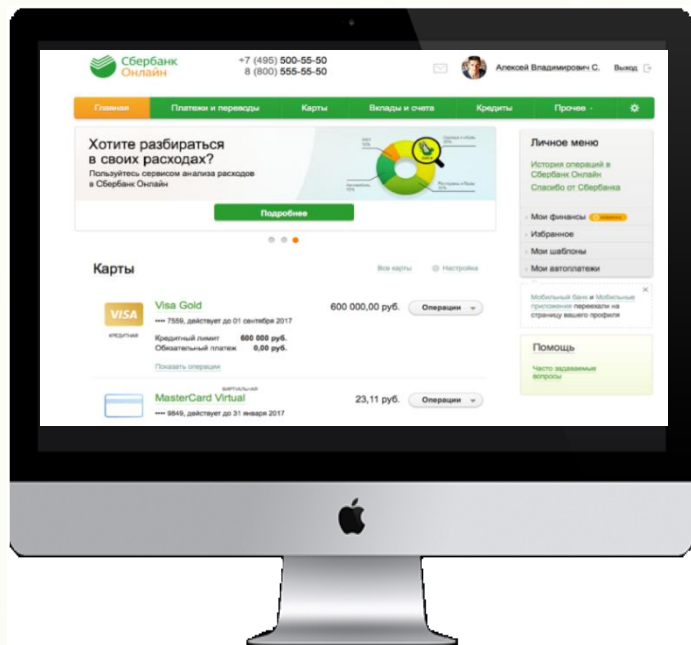 Сбербанк
Онлайн
+7 (495) 500-55-50
8 (800) 555-55-50
Алексей Владимирович С.
Выход
Главная
Платежи и переводы
Карты
Вклады и счета
Кредиты
Прочее
Хотите разбираться
в своих расходах?
Пользуйтесь сервисом анализа расходов
в Сбербанк Онлайн
Подробнее
Личное меню
История операций в
Сбербанк Онлайн
Спасибо от Сбербанка
Мои финансы
Избранное
Мои шаблоны
Мои автоплатежи
Мобильный банк и Мобильные
приложения переехали на
страницу вашего профиля
Помощь
Часто задаваемые
вопросы
Карты
Все карты
Настройка
VISA
КРЕДИТНАЯ
Visa Gold
600 000,00 руб.
Операции
•••• 7559, действует до 01 сентября 2017
Кредитный лимит 600 000 руб.
Обязательный платеж 0,00 руб.
Показать операции
ВИРТУАЛЬНАЯ
MasterCard Virtual
23,11 руб.
Операции
•••• 9849, действует до 31 января 2017